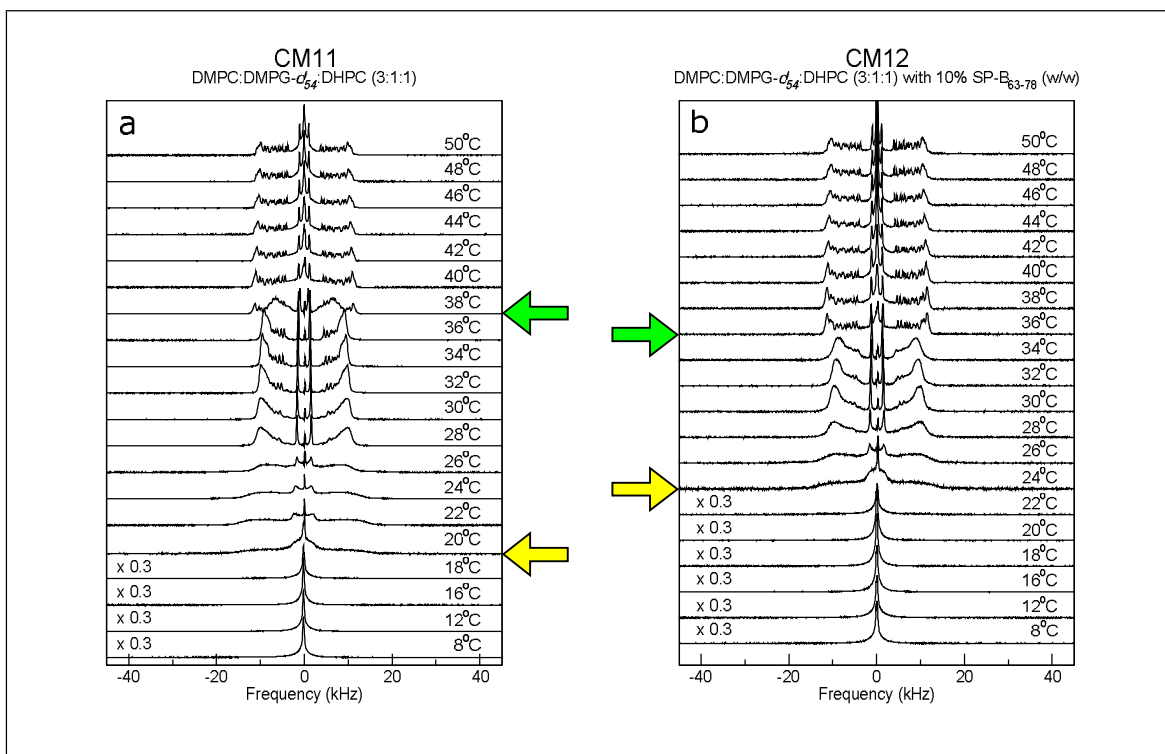 CM11
DMPC:DMPG-d54:DHPC (3:1:1)
a
50°C
48°C
46°C
44°C
42°C
40°C
38°C
36°C
34°C
32°C
30°C
28°C
26°C
24°C
22°C
20°C
x 0.3 18°C
x 0.3 16°C
x 0.3 12°C
x 0.3 8°C
-40 -20 0 20 40
Frequency (kHz)
CM12
DMPC:DMPG-d54:DHPC (3:1:1) with 10% SP-B63-78 (w/w)
b
50°C
48°C
46°C
44°C
42°C
40°C
38°C
36°C
34°C
32°C
30°C
28°C
26°C
24°C
x 0.3 22°C
x 0.3 20°C
x 0.3 18°C
x 0.3 16°C
x 0.3 12°C
x 0.3 8°C
-40 -20 0 20 40
Frequency (kHz)